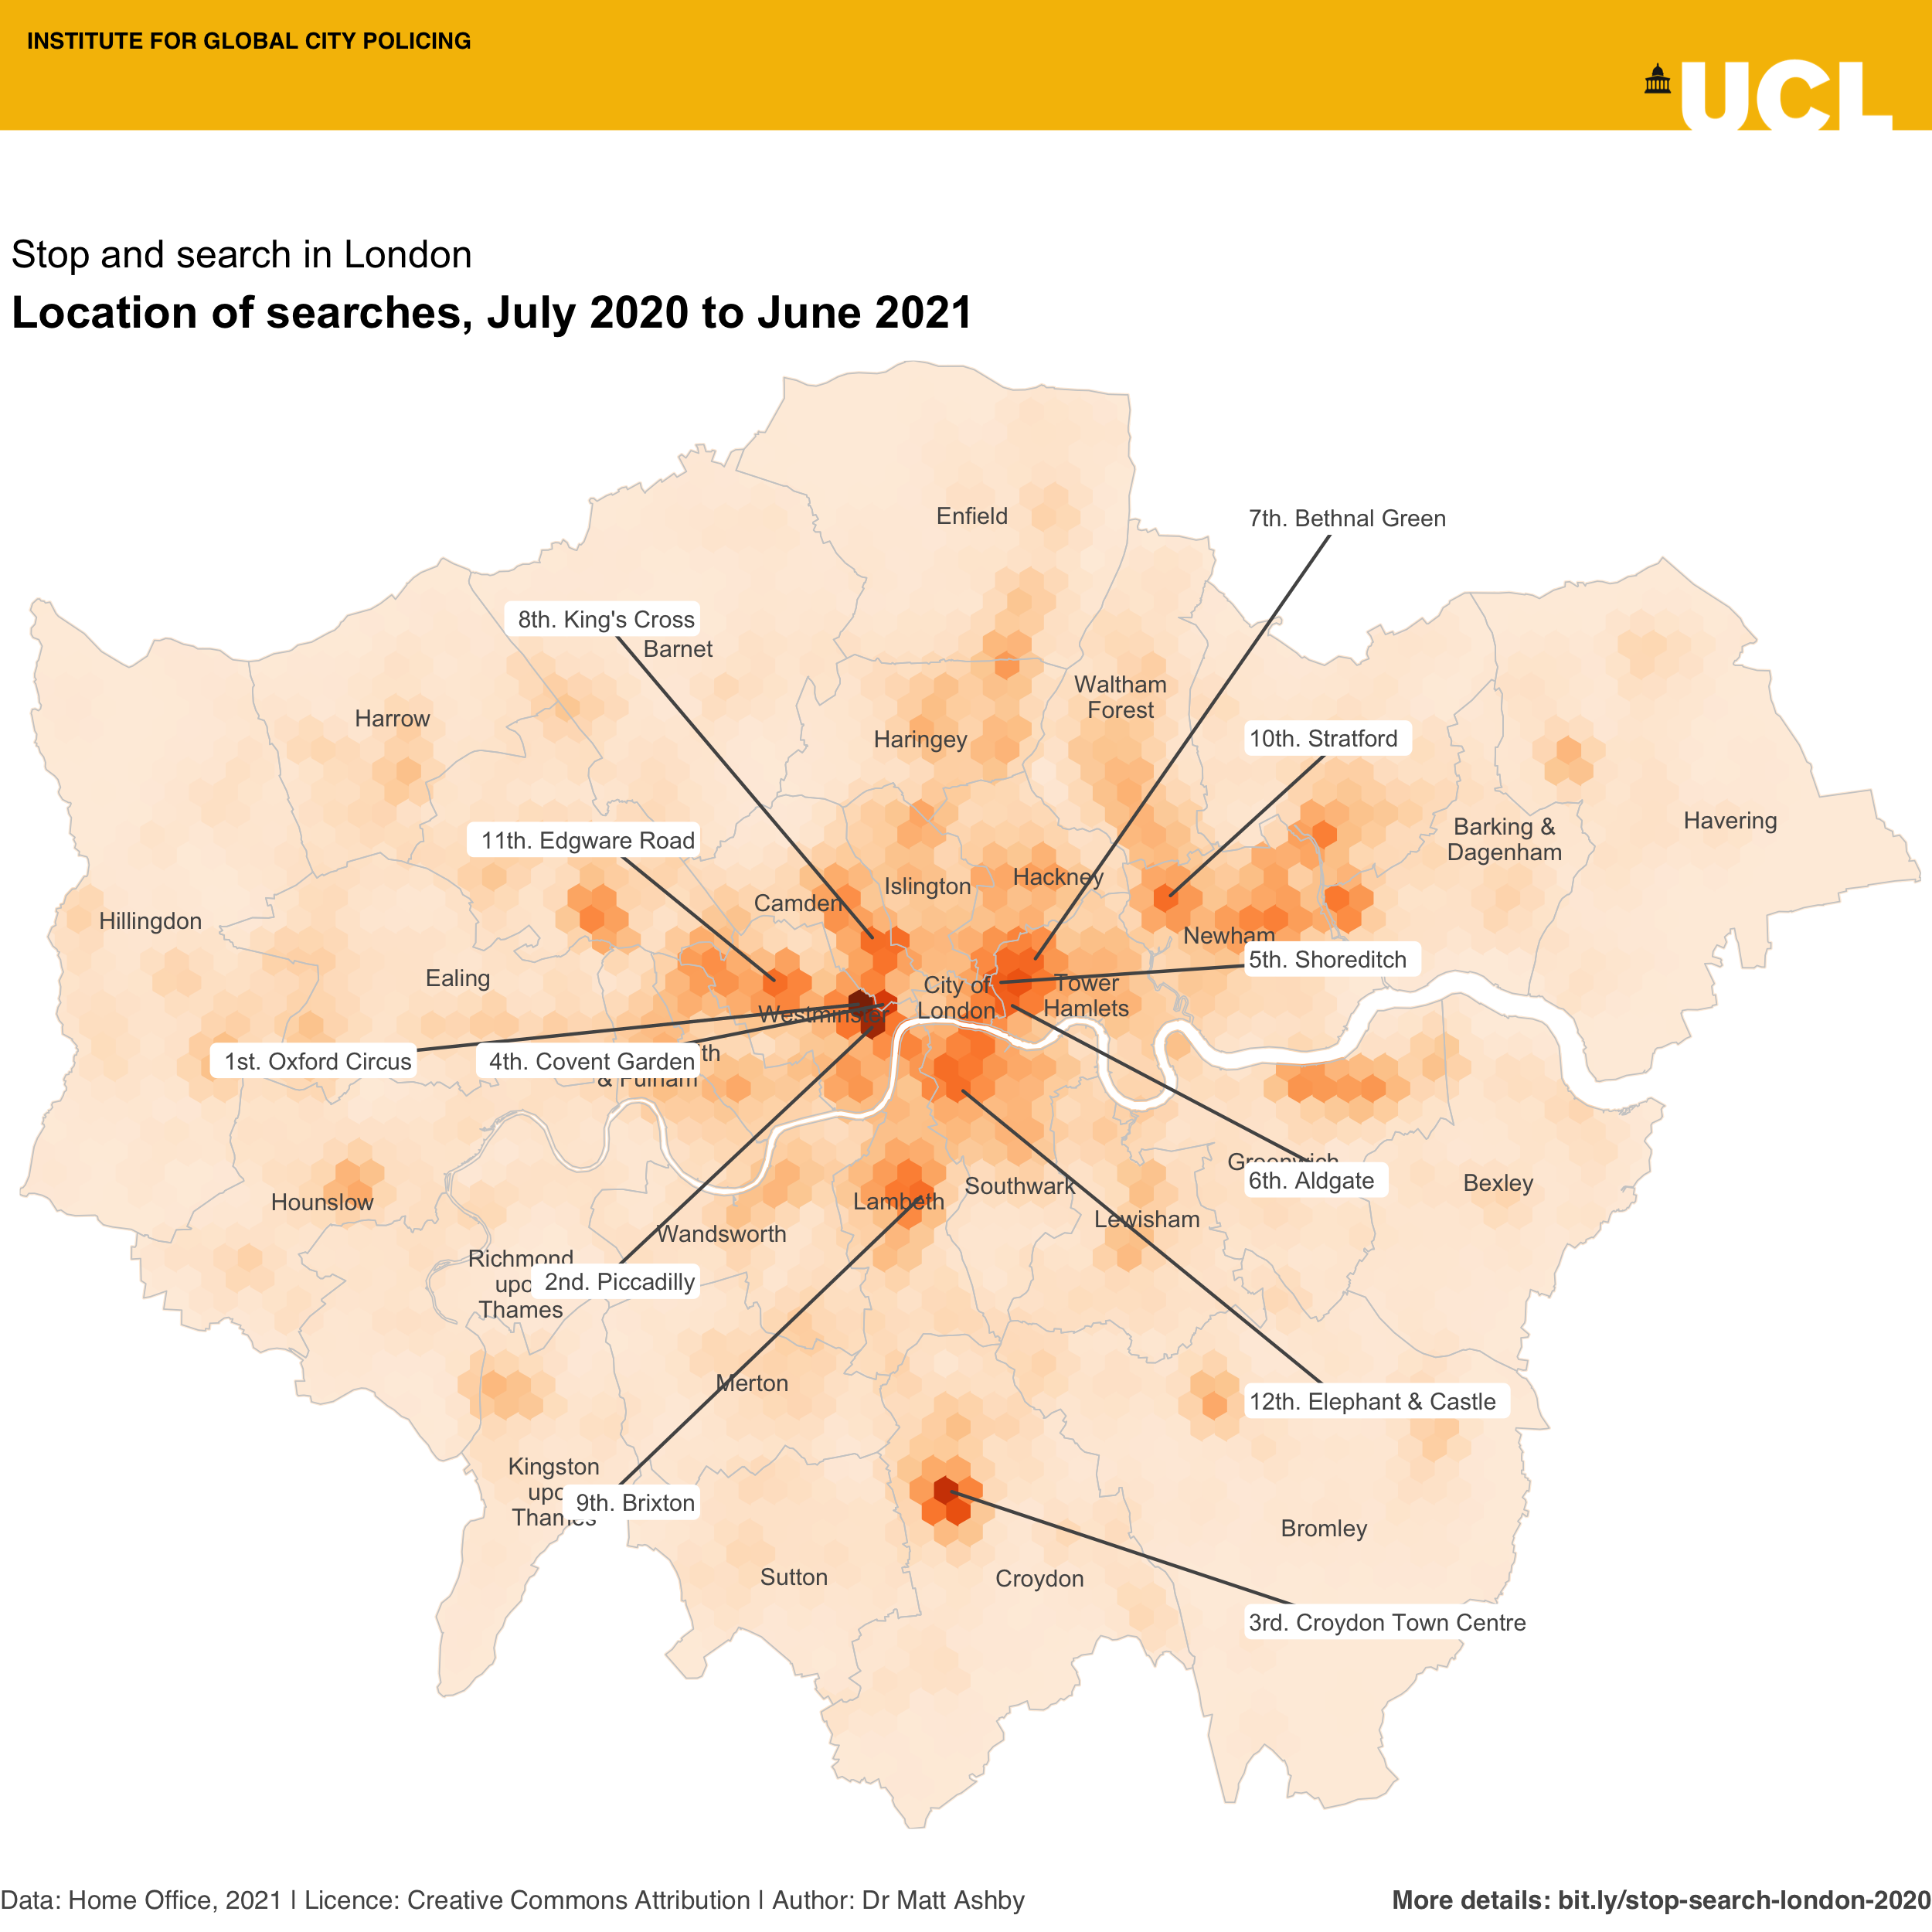 INSTITUTE FOR GLOBAL CITY POLICING
UCL
Stop and search in London
Location of searches, July 2020 to June 2021
Enfield
7th. Bethnal Green
8th. King's Cross
Barnet
Waltham
Forest
Harrow
Haringey
10th. Stratford
11th. Edgware Road
Barking &
Dagenham
Havering
Islington
Hackney
Camden
Hillingdon
Newham
5th. Shoreditch
Ealing
City of
London
Tower
Hamlets
Westminster
1st. Oxford Circus
4th. Covent Garden
th
& Fulham
Greenwich
6th. Aldgate
Bexley
Hounslow
Lambeth
Southwark
Lewisham
Wandsworth
Richmond
upo
Thames
2nd. Piccadilly
Merton
12th. Elephant & Castle
Kingston
upo
Thames
9th. Brixton
Bromley
Sutton
Croydon
3rd. Croydon Town Centre
Data: Home Office, 2021 | Licence: Creative Commons Attribution | Author: Dr Matt Ashby
More details: bit.ly/stop-search-london-2020